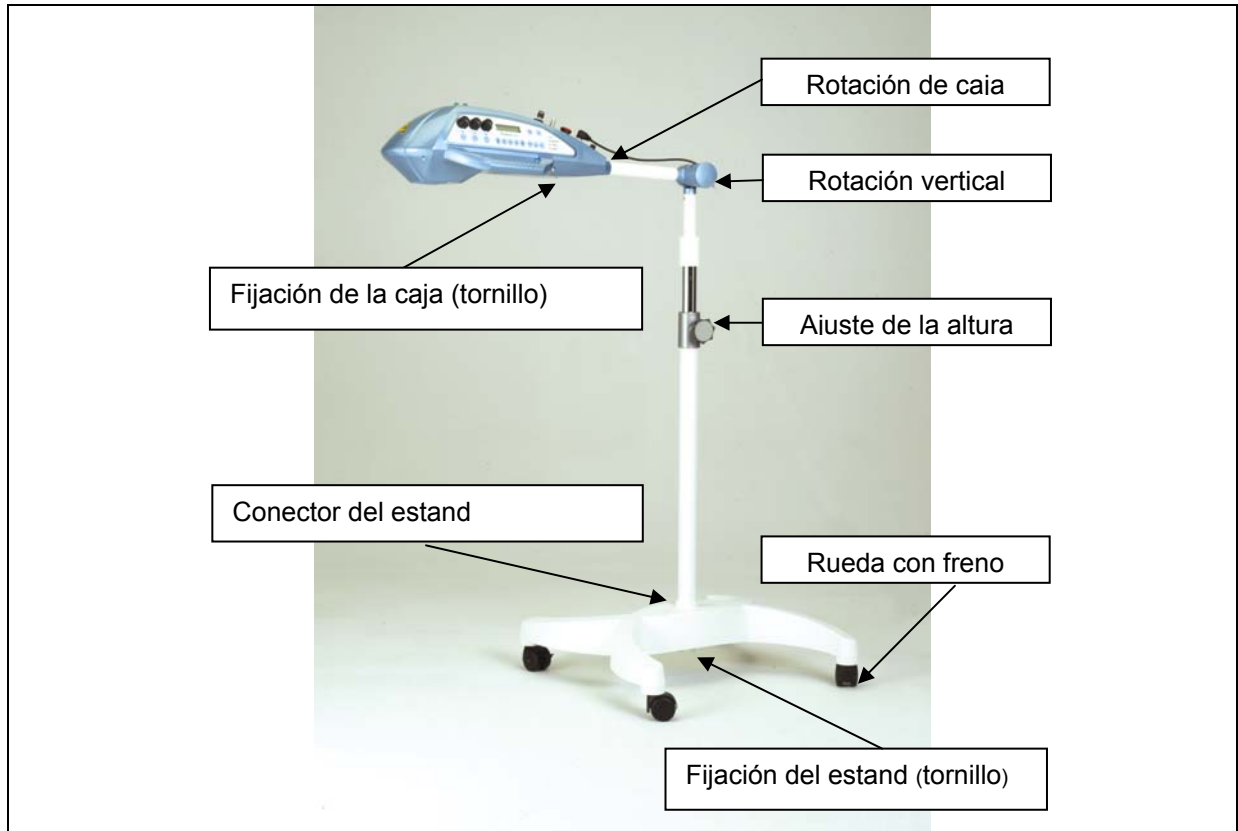 Rotación de caja
Rotación vertical
Fijación de la caja (tornillo)
Ajuste de la altura
Conector del estand
Rueda con freno
Fijación del estand (tornillo)